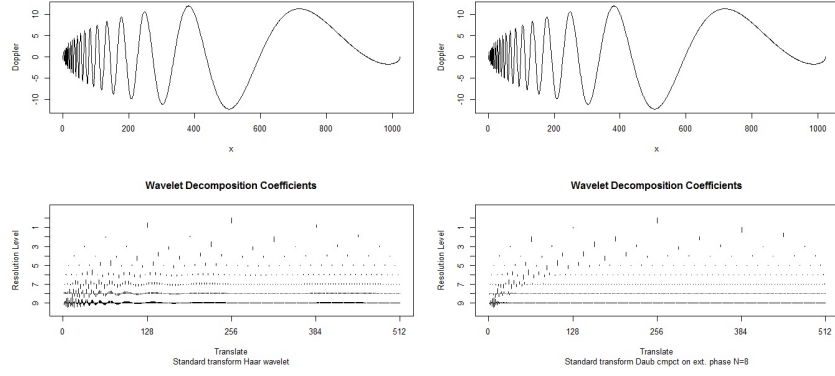 Doppler
-10 -5 0 5 10
0 200 400 600 800 1000
x
Doppler
-10 -5 0 5 10
0 200 400 600 800 1000
x
Wavelet Decomposition Coefficients
Resolution Level
1 3 5 7 9
0 128 256 384 512
Translate
Standard transform Haar wavelet
Wavelet Decomposition Coefficients
Resolution Level
1 3 5 7 9
0 128 256 384 512
Translate
Standard transform Daub cmpct on ext. phase N=8